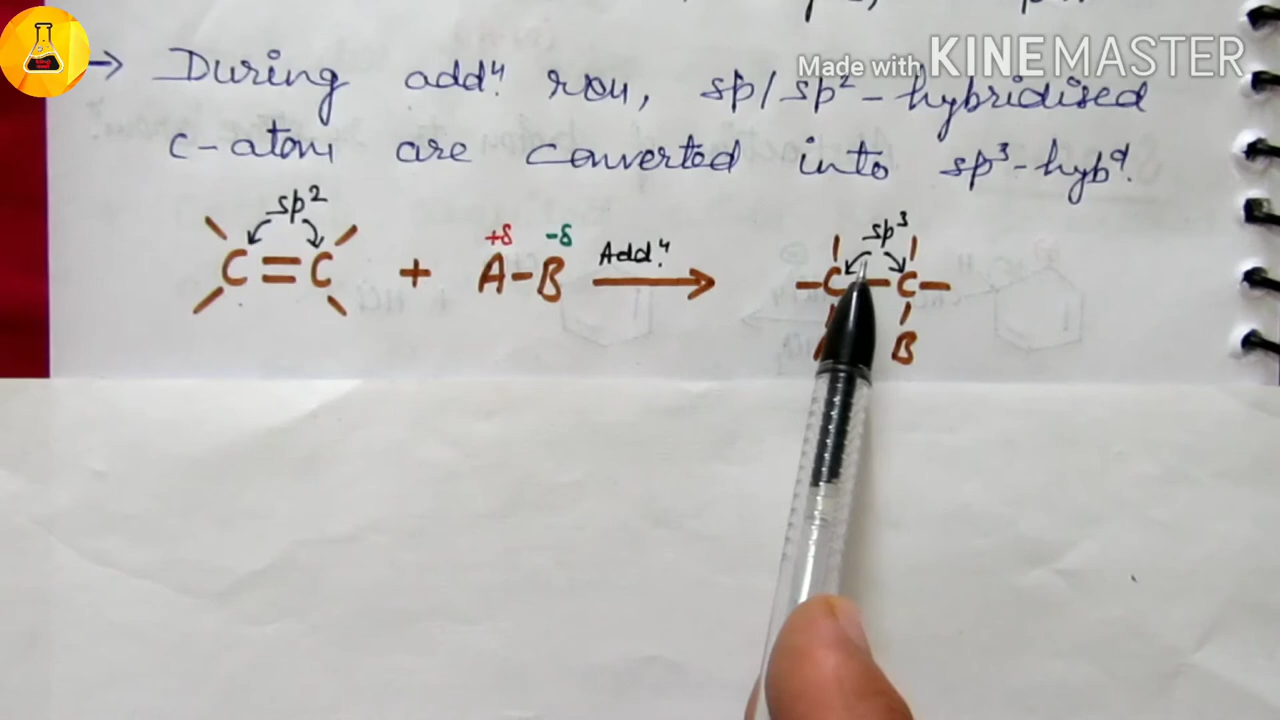 Made with KINEMASTER
→ During addⁿ. rxn, sp/sp²-hybridised
C-atom are converted into sp³-hybᵈ.
sp² sp³
+δ -δ
C=C + A-B Addⁿ. → -C-C-
B